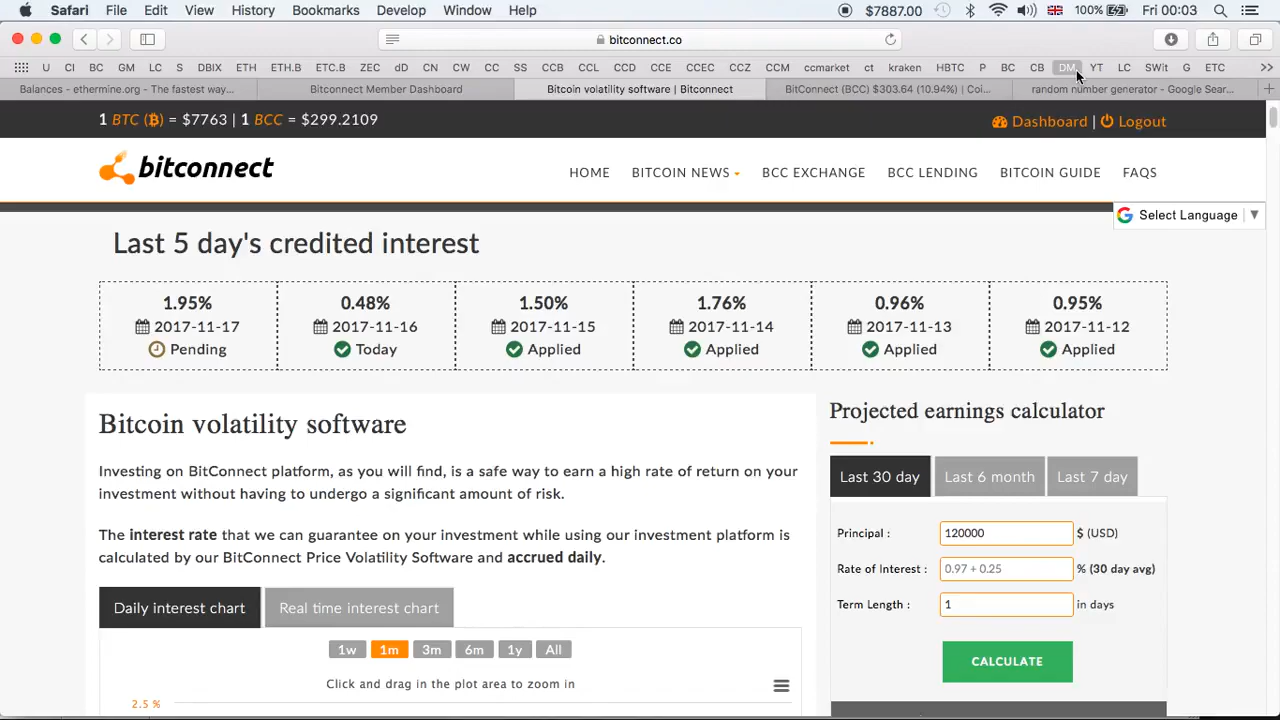 Safari File Edit View History Bookmarks Develop Window Help $7887.00 100% Fri 00:03
bitconnect.co
U CI BC GM LC S DBIX ETH ETH.B ETC.B ZEC dd CN CW CC SS CCB CCL CCD CCE CCEC CCZ CCM ccmarket ct kraken HBTC P BC CB DM YT LC SWit G ETC
Balances - ethermine.org - The fastest way... Bitconnect Member Dashboard Bitcoin volatility software | Bitconnect BitConnect (BCC) $303.64 (10.94%) | Col... random number generator - Google Sear...
1 BTC (₿) = $7763 | 1 BCC = $299.2109 Dashboard | Logout
bitconnect HOME BITCOIN NEWS BCC EXCHANGE BCC LENDING BITCOIN GUIDE FAQS
G Select Language ▼
Last 5 day's credited interest
1.95% 0.48% 1.50% 1.76% 0.96% 0.95%
2017-11-17 2017-11-16 2017-11-15 2017-11-14 2017-11-13 2017-11-12
Pending Today Applied Applied Applied Applied
Bitcoin volatility software
Investing on BitConnect platform, as you will find, is a safe way to earn a high rate of return on your
investment without having to undergo a significant amount of risk.
The interest rate that we can guarantee on your investment while using our investment platform is
calculated by our BitConnect Price Volatility Software and accrued daily.
Daily interest chart Real time interest chart
1w 1m 3m 6m 1y All
Click and drag in the plot area to zoom in
2.5 %
Projected earnings calculator
Last 30 day Last 6 month Last 7 day
Principal : 120000 $ (USD)
Rate of Interest : 0.97 + 0.25 % (30 day avg)
Term Length : 1 in days
CALCULATE